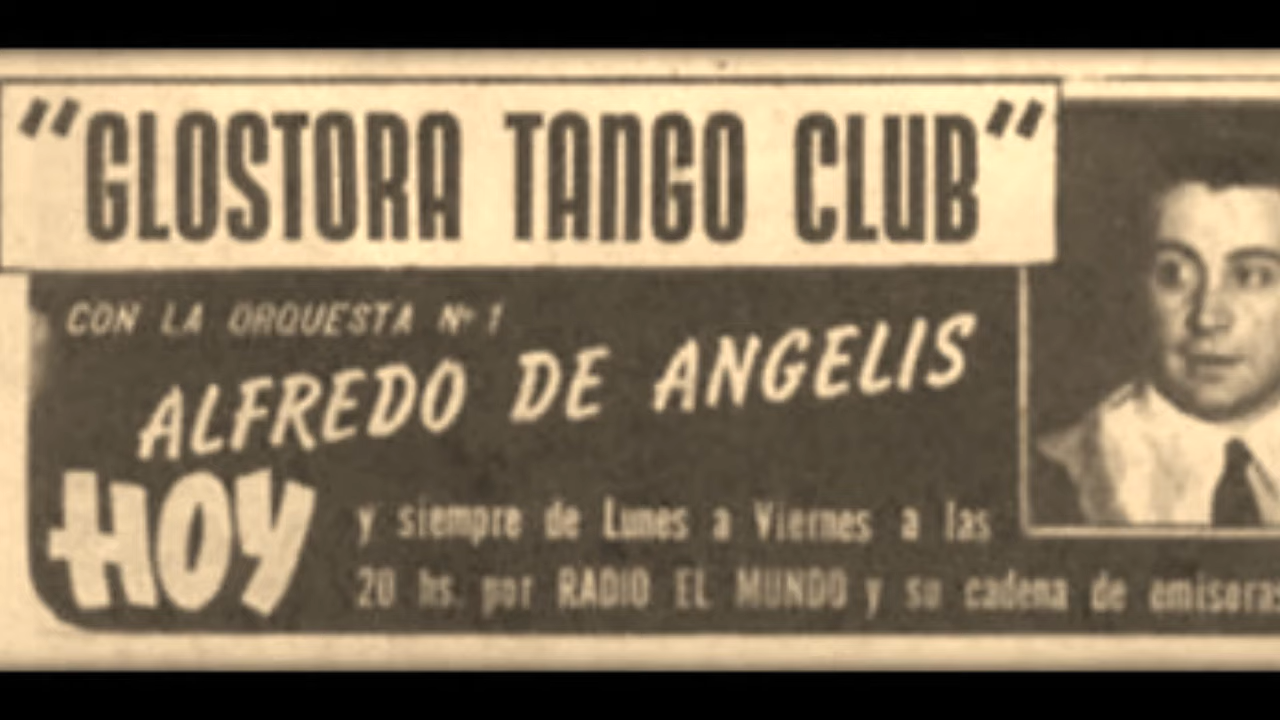 "GLOSTORA TANGO CLUB"
CON LA ORQUESTA Nº 1
ALFREDO DE ANGELIS
HOY
y siempre de Lunes a Viernes a las
20 hs. por RADIO EL MUNDO y su cadena de emisoras